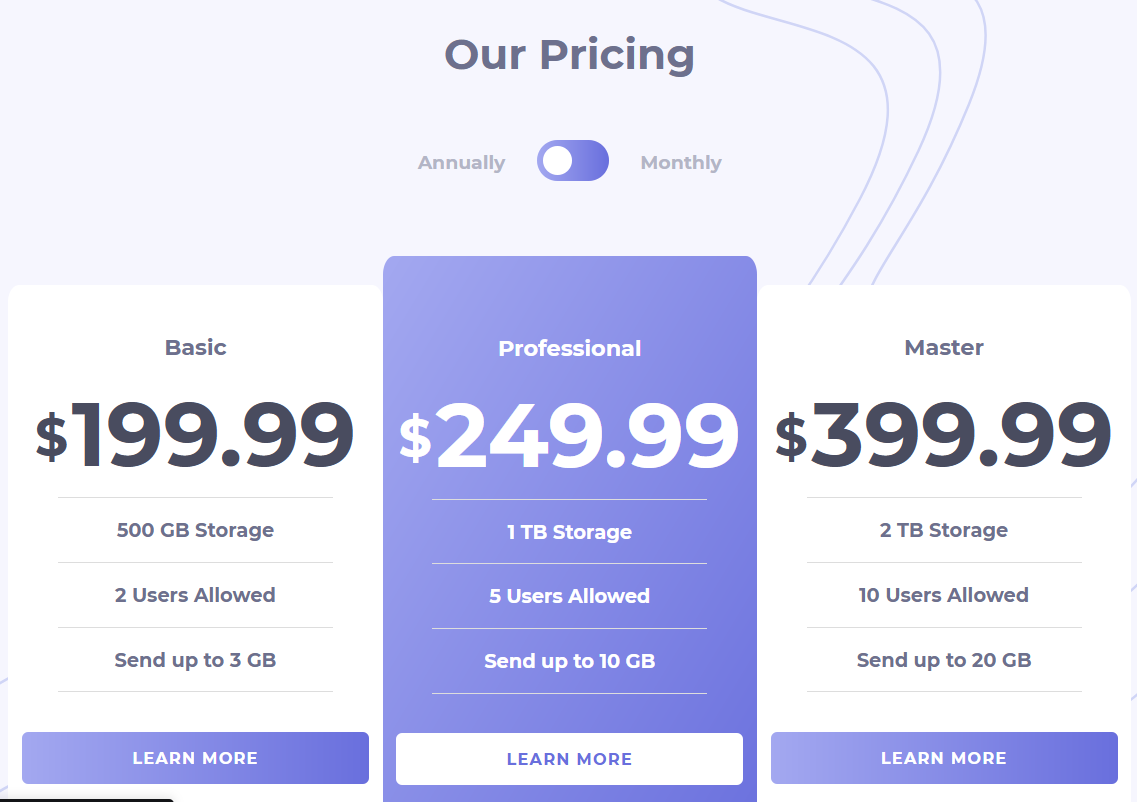 Our Pricing
Annually
Monthly
Basic
$199.99
500 GB Storage
2 Users Allowed
Send up to 3 GB
LEARN MORE
Professional
$249.99
1 TB Storage
5 Users Allowed
Send up to 10 GB
LEARN MORE
Master
$399.99
2 TB Storage
10 Users Allowed
Send up to 20 GB
LEARN MORE